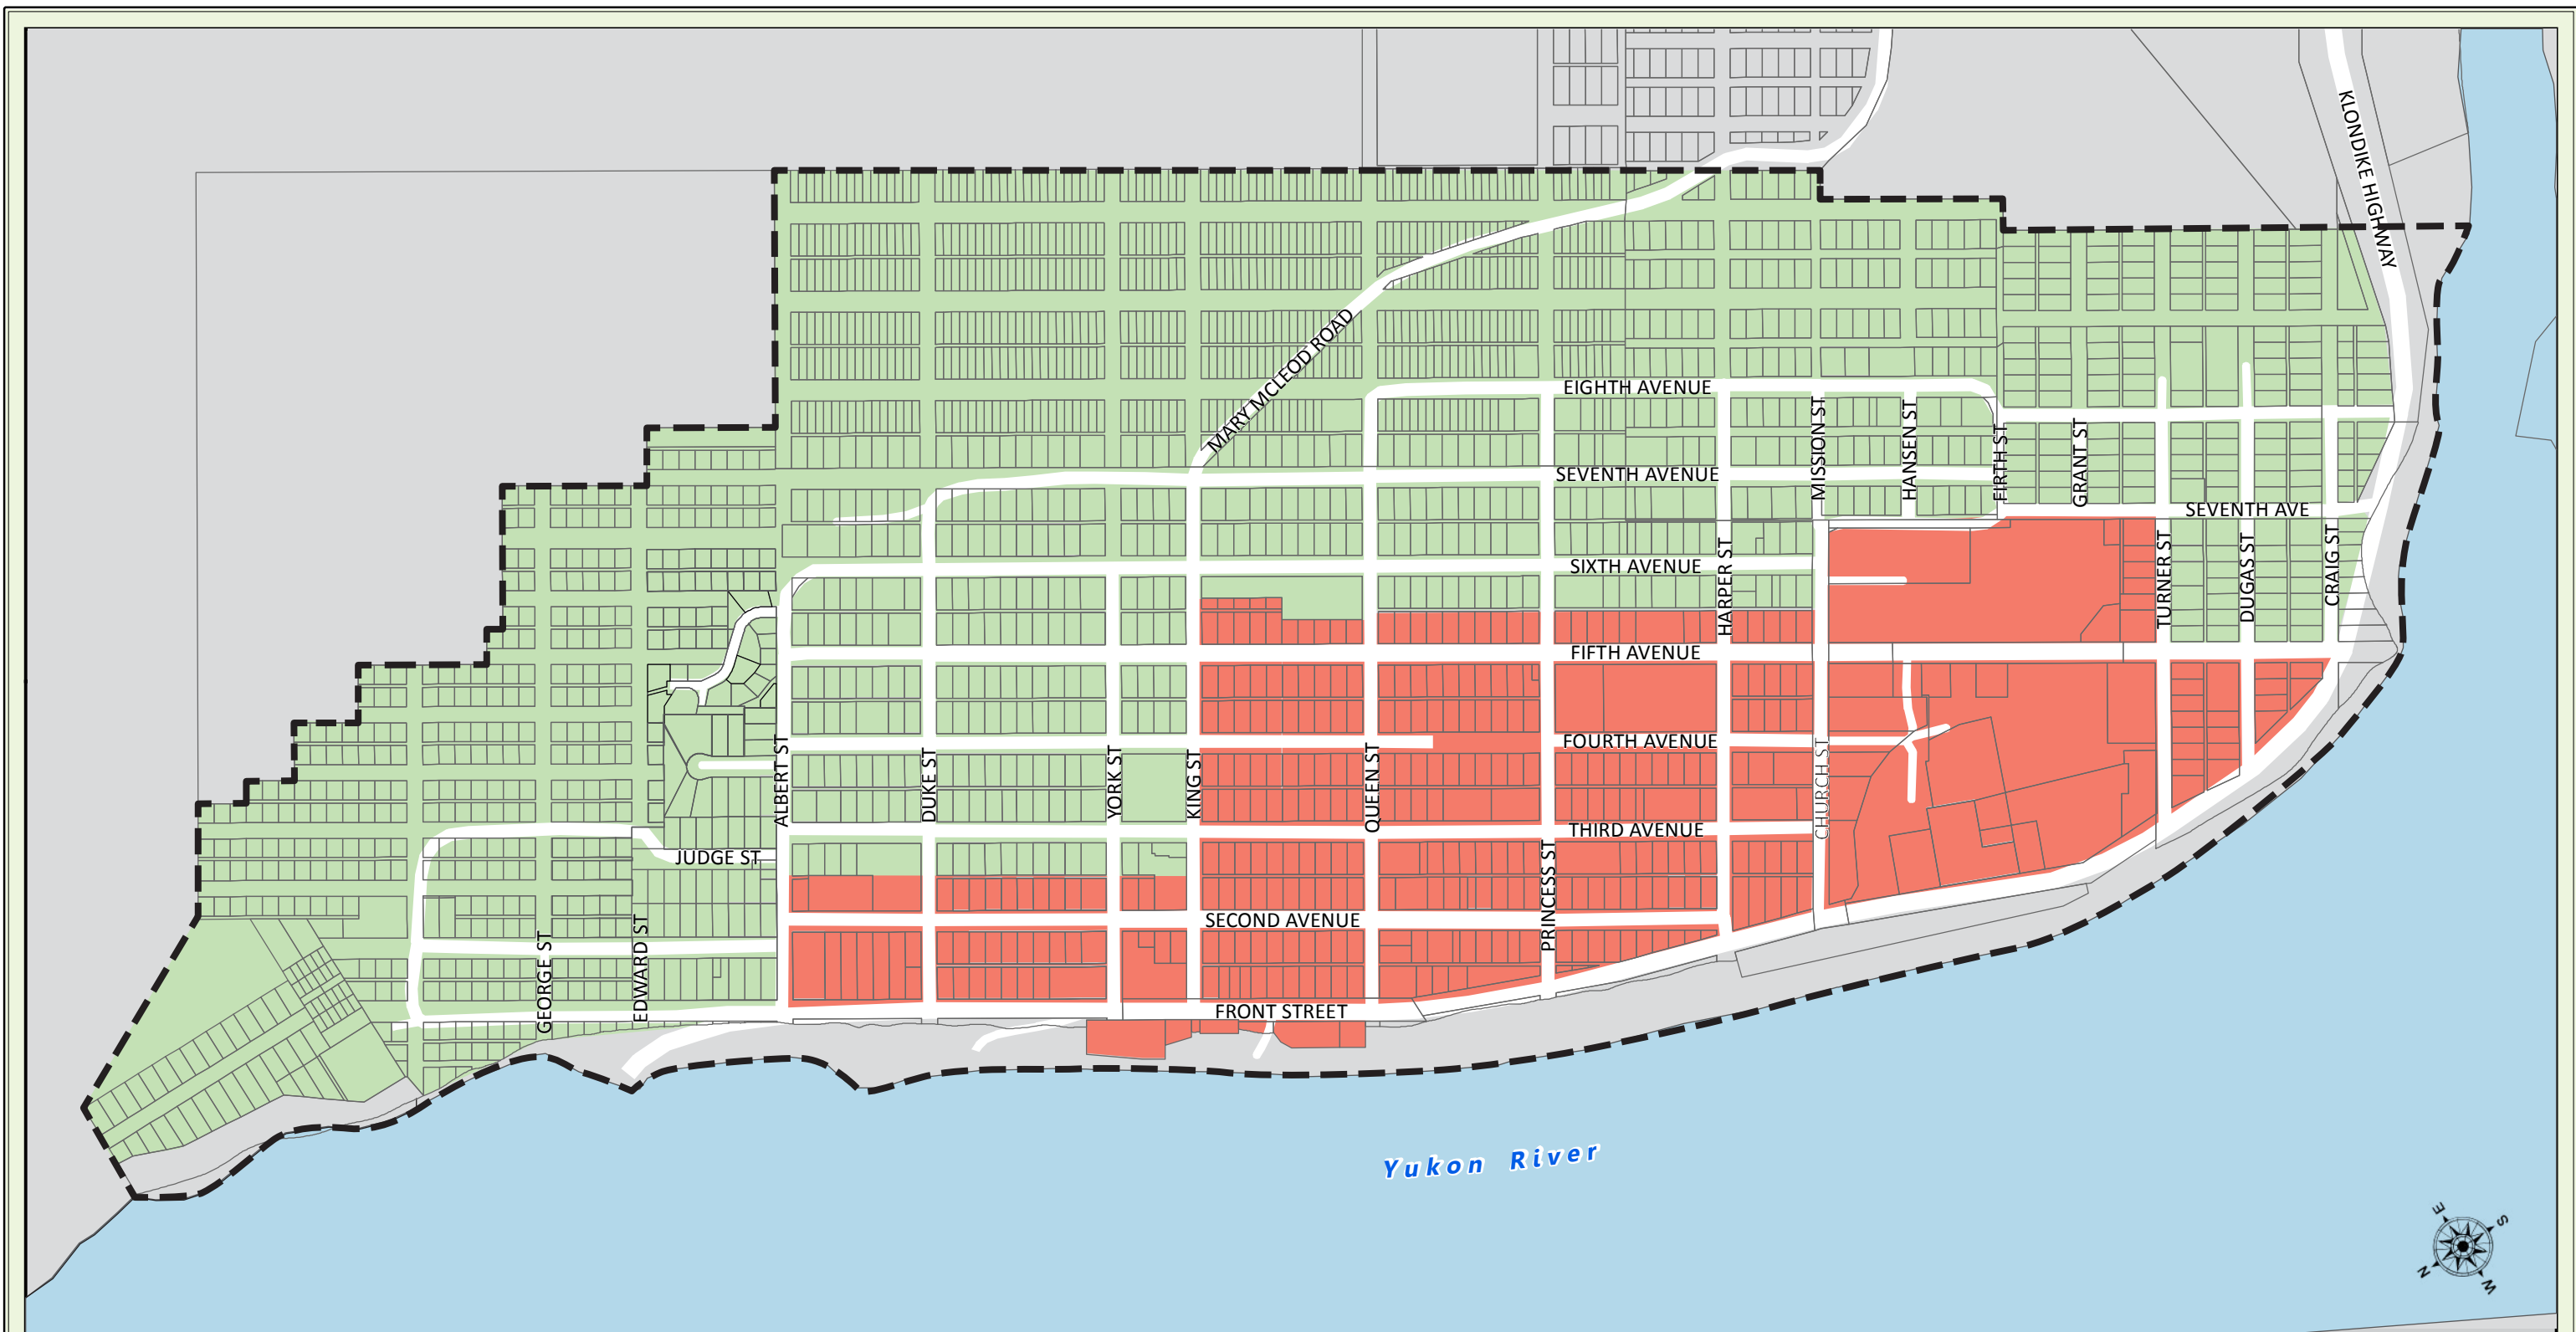 KLONDIKE HIGHWAY
MARY MCLEOD ROAD
EIGHTH AVENUE
SEVENTH AVENUE
MISSION ST
HANSEN ST
FIRTH ST
GRANT ST
SEVENTH AVE
SIXTH AVENUE
HARPER ST
TURNER ST
DUGAS ST
CRAIG ST
FIFTH AVENUE
FOURTH AVENUE
ALBERT ST
DUKE ST
YORK ST
KING ST
QUEEN ST
CHURCH ST
THIRD AVENUE
JUDGE ST
PRINCESS ST
SECOND AVENUE
GEORGE ST
EDWARD ST
FRONT STREET
Yukon River
E
S
N
W